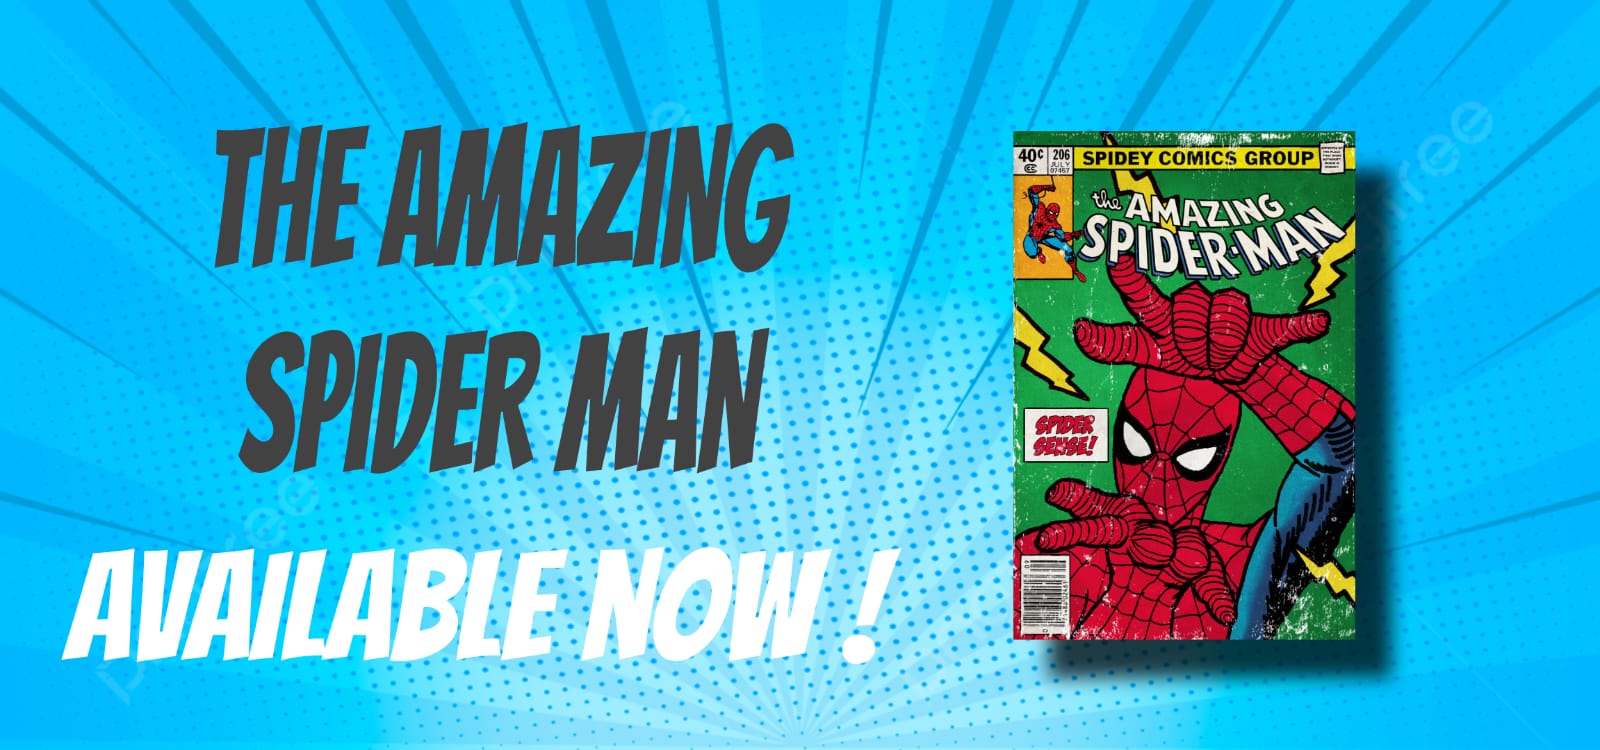 THE AMAZING
SPIDER MAN
AVAILABLE NOW !
40¢
206
JULY
SPIDEY COMICS GROUP
the AMAZING
SPIDER-MAN
SPIDER
SENSE!